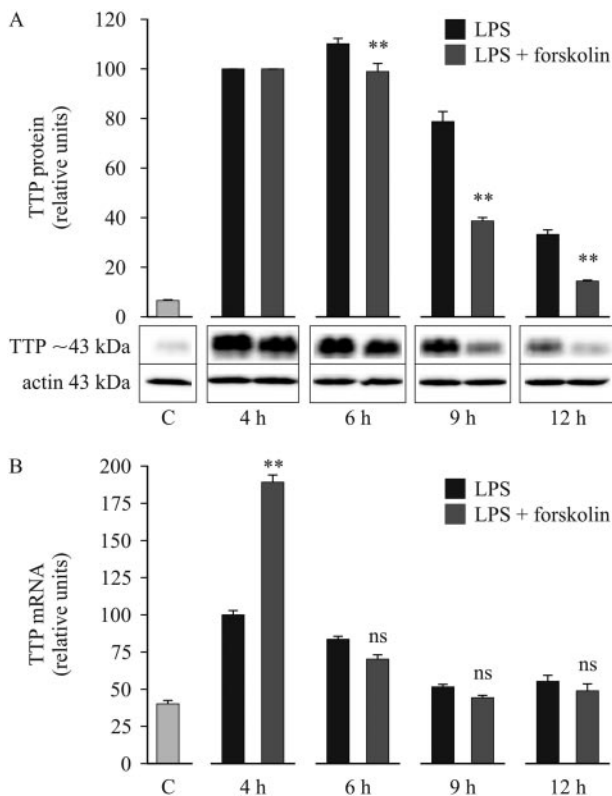 A
TTP protein
(relative units)
120
100
80
60
40
20
0
LPS
LPS + forskolin
**
**
**
TTP ~43 kDa
actin 43 kDa
C 4 h 6 h 9 h 12 h
B
TTP mRNA
(relative units)
200
175
150
125
100
75
50
25
0
LPS
LPS + forskolin
**
ns
ns
ns
C 4 h 6 h 9 h 12 h